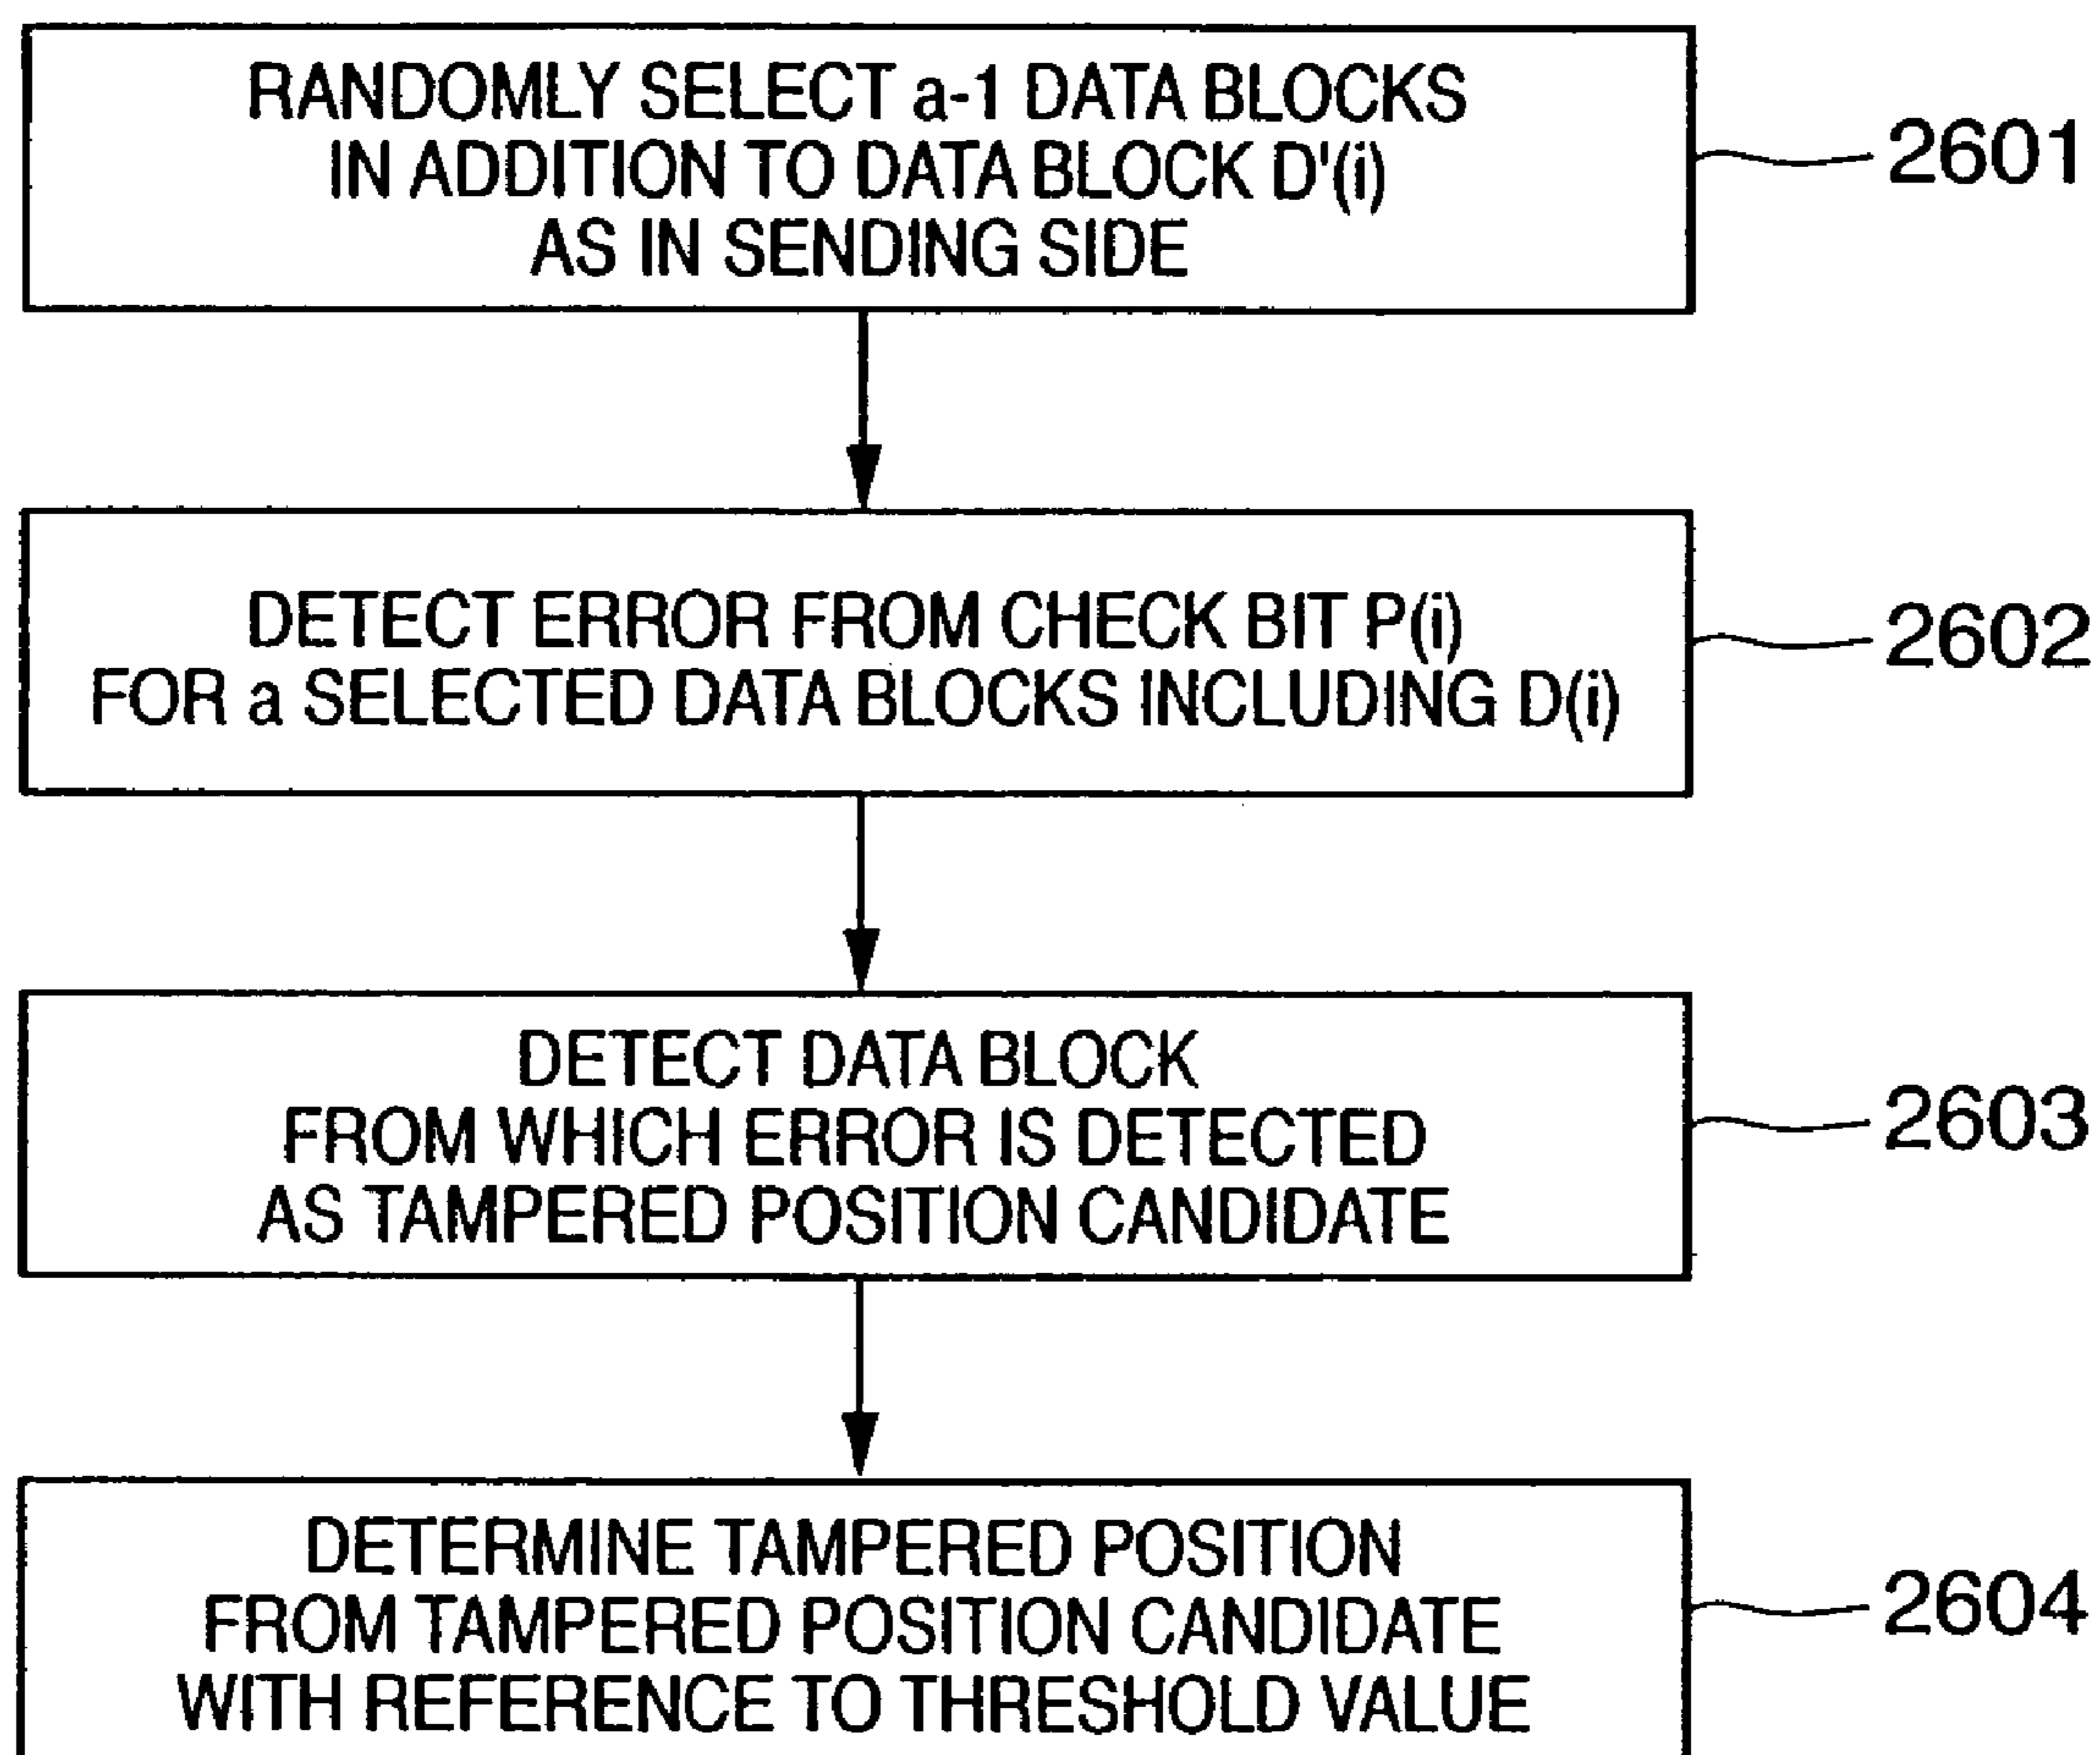 RANDOMLY SELECT a-1 DATA BLOCKS
IN ADDITION TO DATA BLOCK D'(i)
AS IN SENDING SIDE
2601
DETECT ERROR FROM CHECK BIT P(i)
FOR a SELECTED DATA BLOCKS INCLUDING D(i)
2602
DETECT DATA BLOCK
FROM WHICH ERROR IS DETECTED
AS TAMPERED POSITION CANDIDATE
2603
DETERMINE TAMPERED POSITION
FROM TAMPERED POSITION CANDIDATE
WITH REFERENCE TO THRESHOLD VALUE
2604